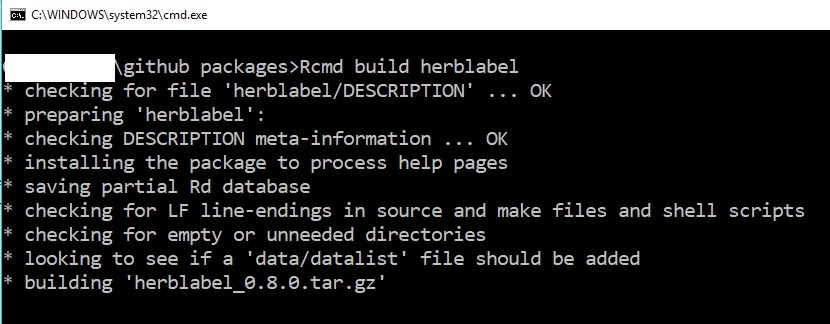 C:\WINDOWS\system32\cmd.exe
\github packages>Rcmd build herblabel
* checking for file 'herblabel/DESCRIPTION' ... OK
* preparing 'herblabel':
* checking DESCRIPTION meta-information ... OK
* installing the package to process help pages
* saving partial Rd database
* checking for LF line-endings in source and make files and shell scripts
* checking for empty or unneeded directories
* looking to see if a 'data/datalist' file should be added
* building 'herblabel_0.8.0.tar.gz'